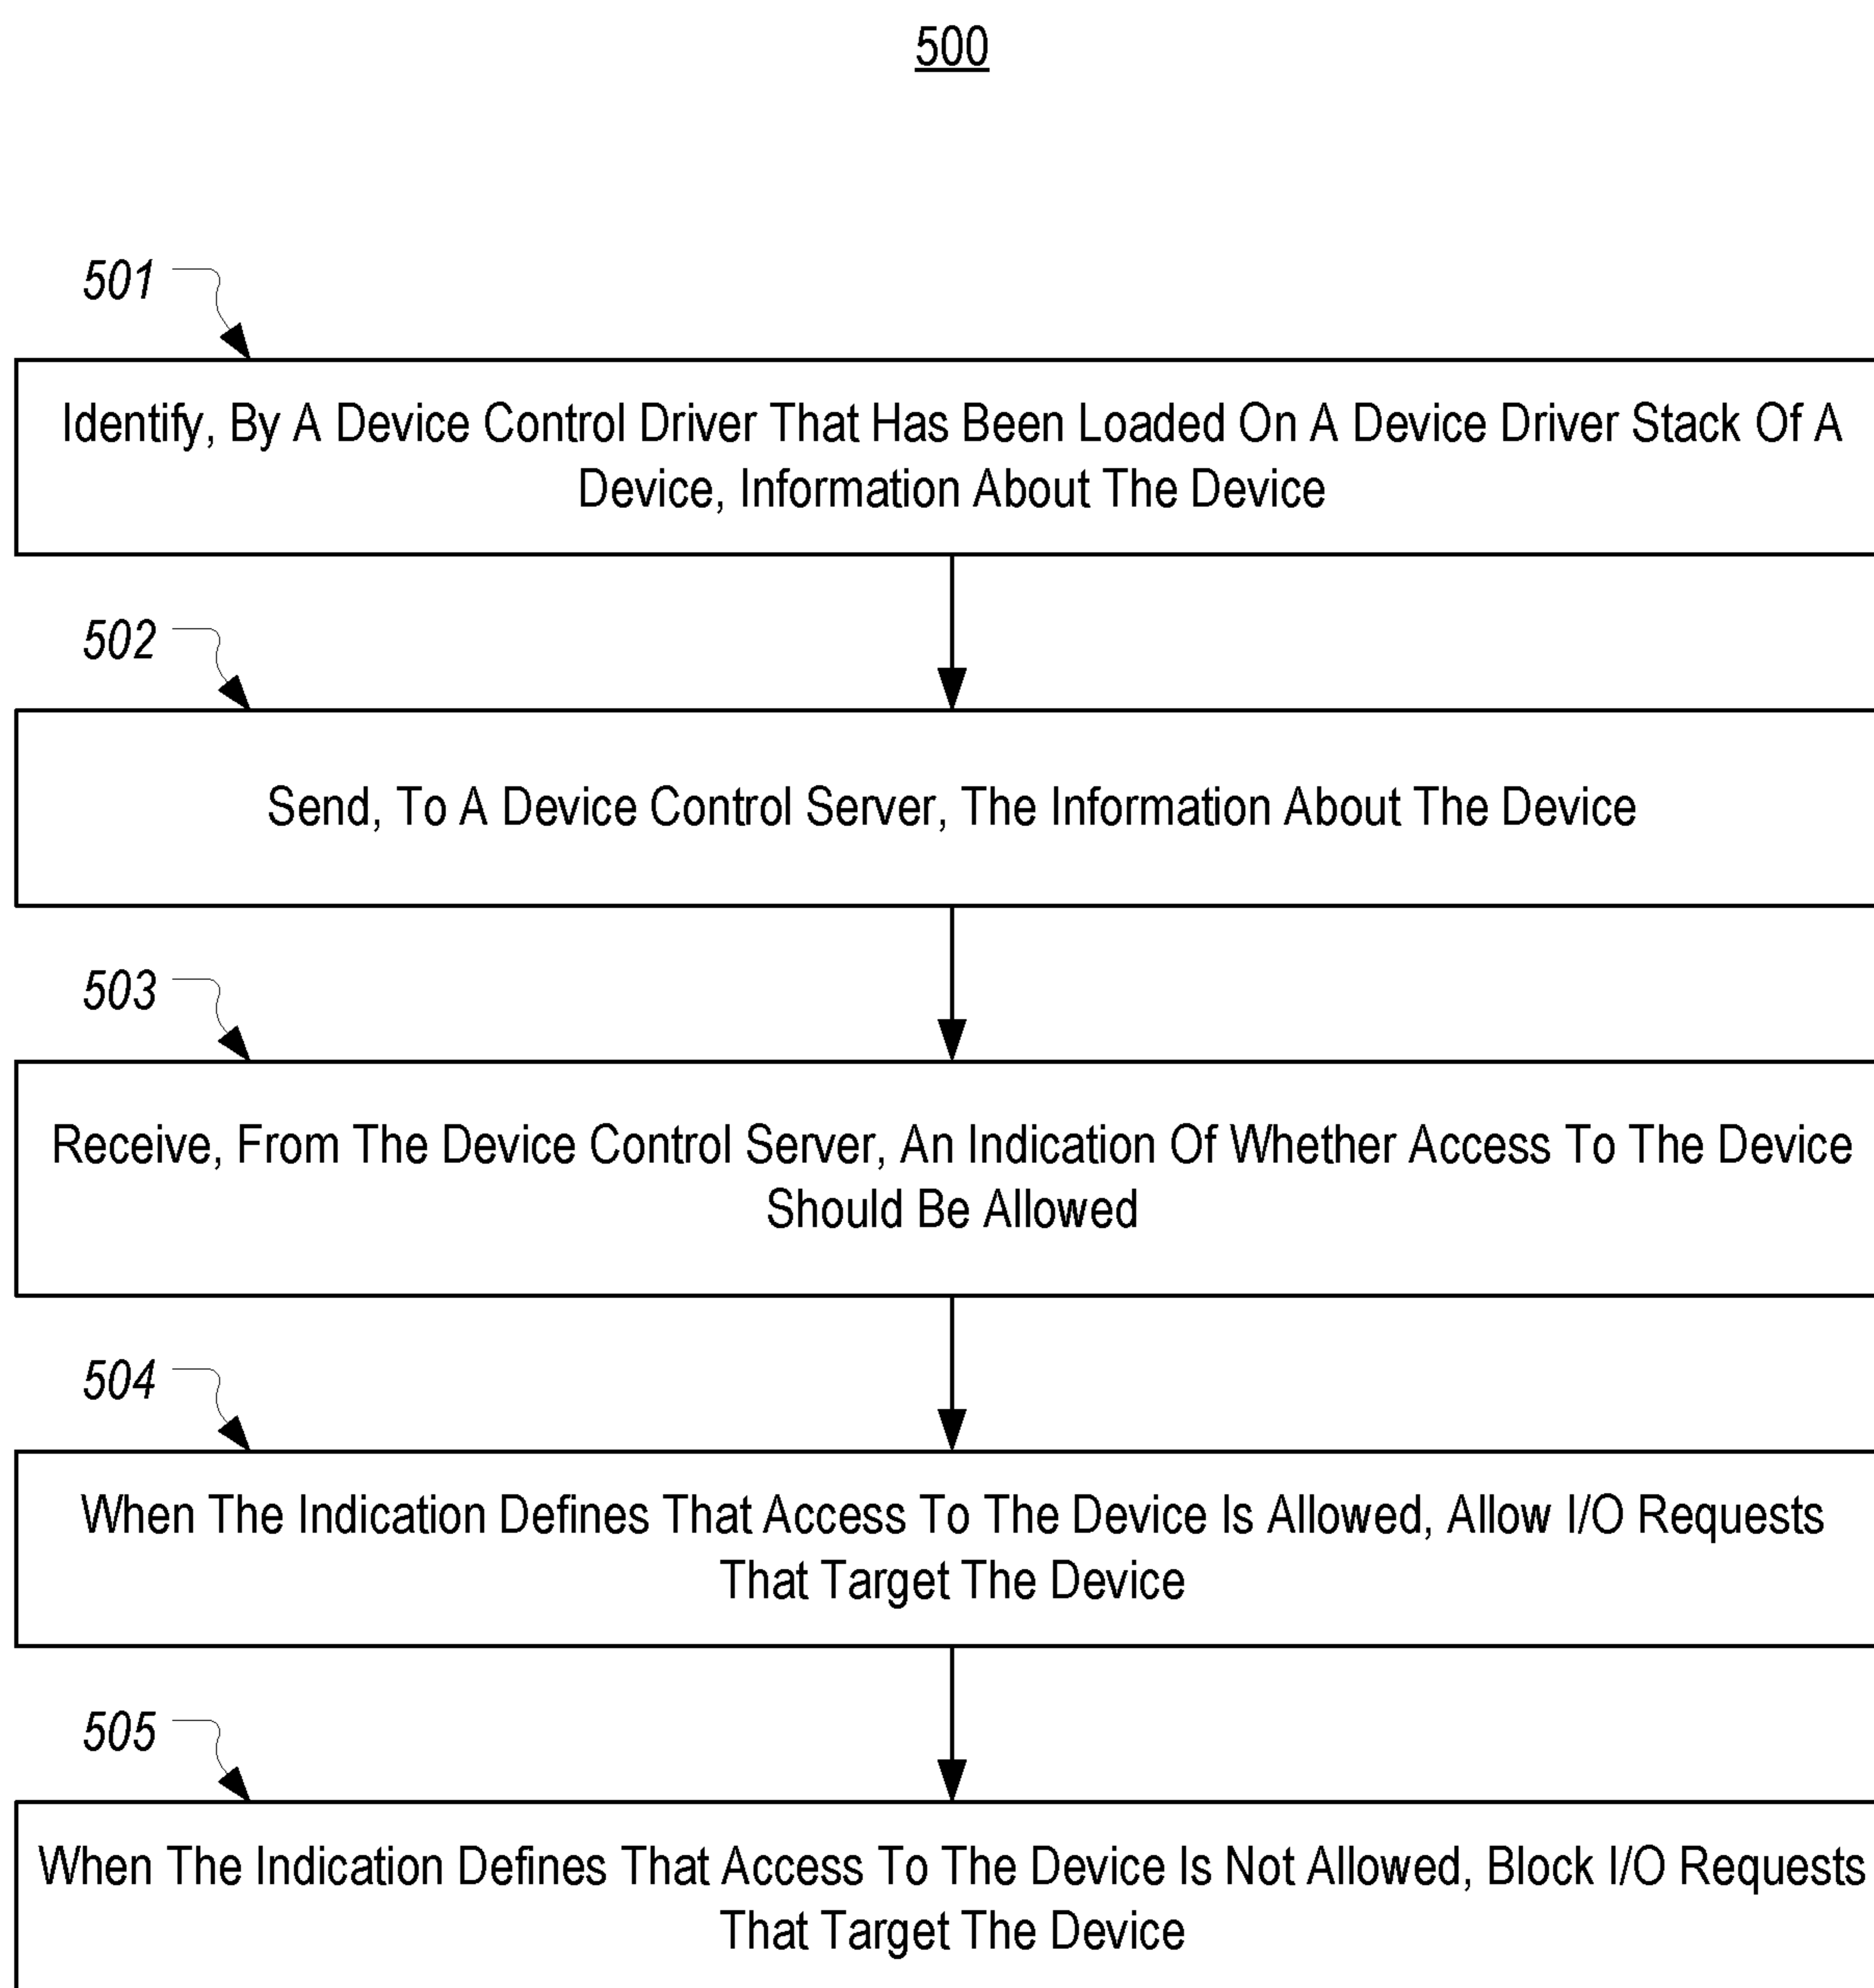 500
501
Identify, By A Device Control Driver That Has Been Loaded On A Device Driver Stack Of A
Device, Information About The Device
502
Send, To A Device Control Server, The Information About The Device
503
Receive, From The Device Control Server, An Indication Of Whether Access To The Device
Should Be Allowed
504
When The Indication Defines That Access To The Device Is Allowed, Allow I/O Requests
That Target The Device
505
When The Indication Defines That Access To The Device Is Not Allowed, Block I/O Requests
That Target The Device